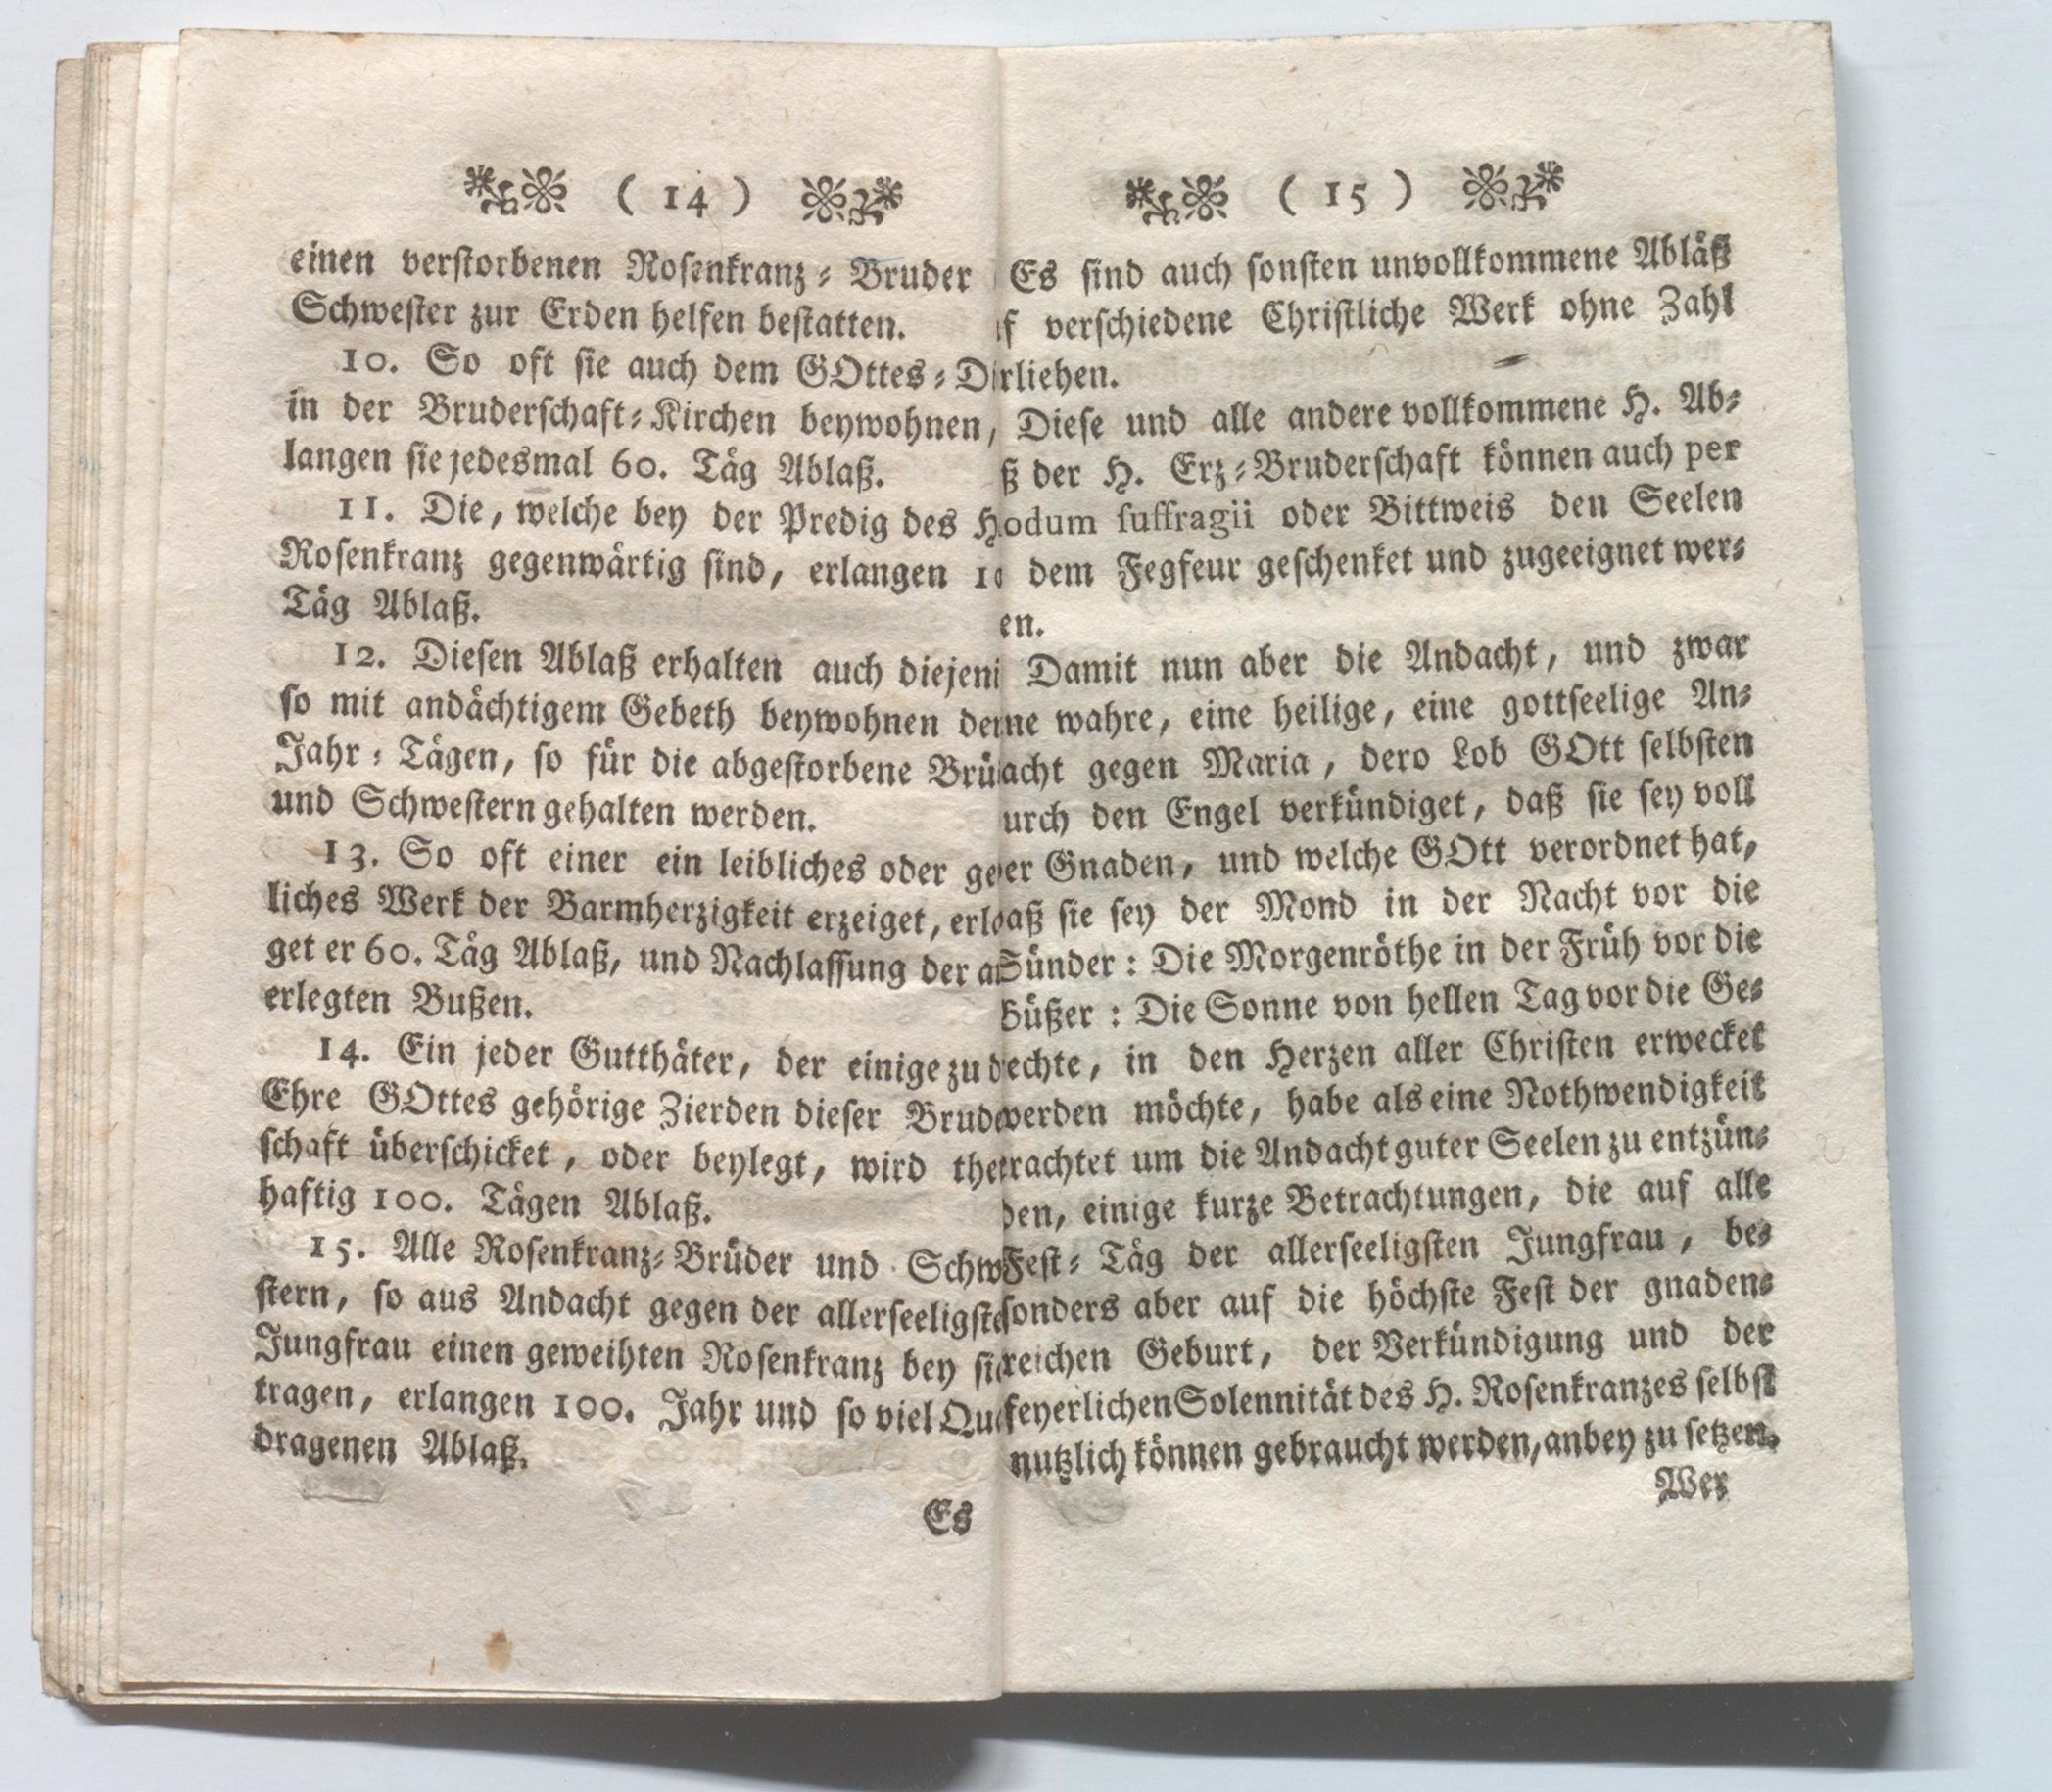 ( 14 )
einen verstorbenen Rosenkranz-Bruder
Schwester zur Erden helfen bestatten.
10. So oft sie auch dem GOttes-Di
in der Bruderschaft-Kirchen beywohnen,
langen sie jedesmal 60. Täg Ablaß.
11. Die, welche bey der Predig des H.
Rosenkranz gegenwärtig sind, erlangen
Täg Ablaß.
12. Diesen Ablaß erhalten auch diejeni
so mit andächtigem Gebeth beywohnen den
Jahr-Tägen, so für die abgestorbene Brü
und Schwestern gehalten werden.
13. So oft einer ein leibliches oder gei
liches Werk der Barmherzigkeit erzeiget, erla
get er 60. Täg Ablaß, und Nachlassung der a
erlegten Bußen.
14. Ein jeder Gutthäter, der einige zu d
Ehre GOttes gehörige Zierden dieser Brude
schaft überschicket, oder beylegt, wird the
haftig 100. Tägen Ablaß.
15. Alle Rosenkranz-Brüder und Schwe
stern, so aus Andacht gegen der allerseeligste
Jungfrau einen geweihten Rosenkranz bey si
tragen, erlangen 100. Jahr und so viel Qua
dragenen Ablaß.
Es
( 15 )
Es sind auch sonsten unvollkommene Abläß
f verschiedene Christliche Werk ohne Zahl
rliehen.
Diese und alle andere vollkommene H. Ab-
ß der H. Erz-Bruderschaft können auch per
odum suffragii oder Bittweis den Seelen
dem Fegfeur geschenket und zugeeignet wer-
en.
Damit nun aber die Andacht, und zwar
ne wahre, eine heilige, eine gottseelige An-
acht gegen Maria, dero Lob GOtt selbsten
urch den Engel verkündiget, daß sie sey voll
er Gnaden, und welche GOtt verordnet hat,
aß sie sey der Mond in der Nacht vor die
Sünder: Die Morgenröthe in der Früh vor die
Büßer: Die Sonne von hellen Tag vor die Ge-
echte, in den Herzen aller Christen erwecket
werden möchte, habe als eine Nothwendigkeit
rachtet um die Andacht guter Seelen zu entzün-
den, einige kurze Betrachtungen, die auf alle
Fest-Täg der allerseeligsten Jungfrau, be-
sonders aber auf die höchste Fest der gnaden-
reichen Geburt, der Verkündigung und der
feyerlichen Solennität des H. Rosenkranzes selbst
nutzlich können gebraucht werden, anbey zu setzen.
Wer